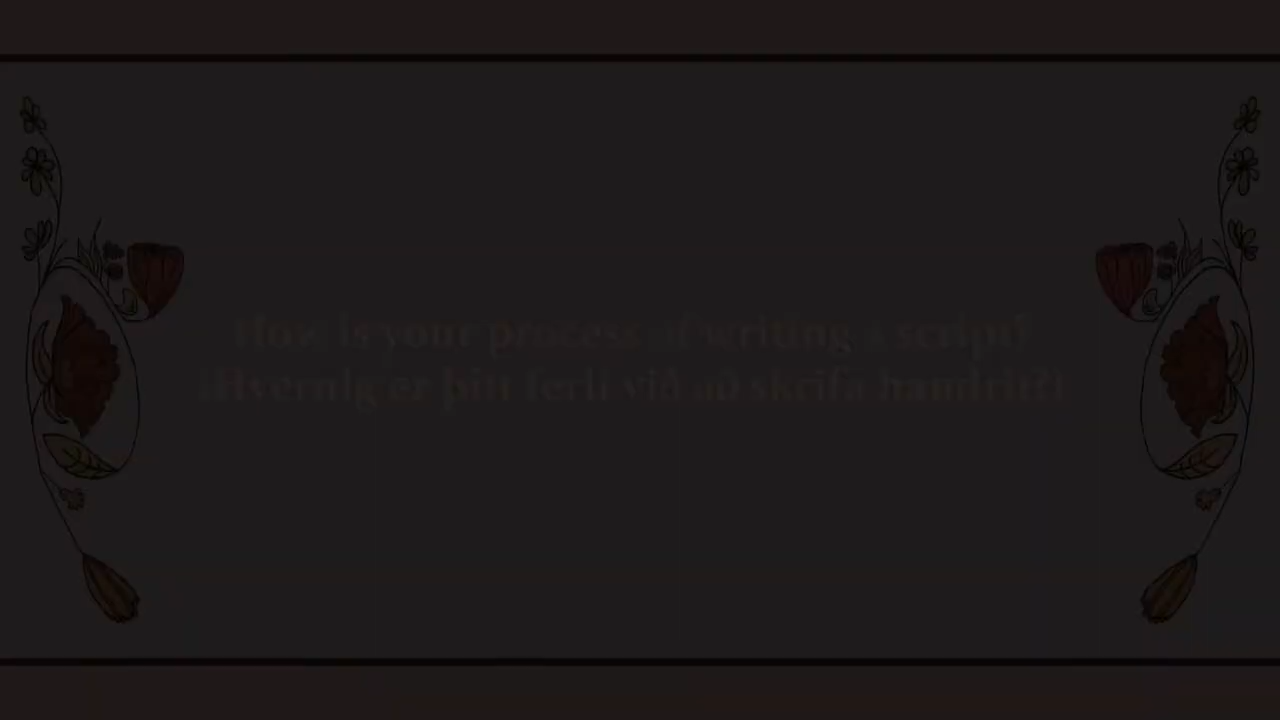 How is your process of writing a script?
(Hvernig er þitt ferli við að skrifa handrit?)